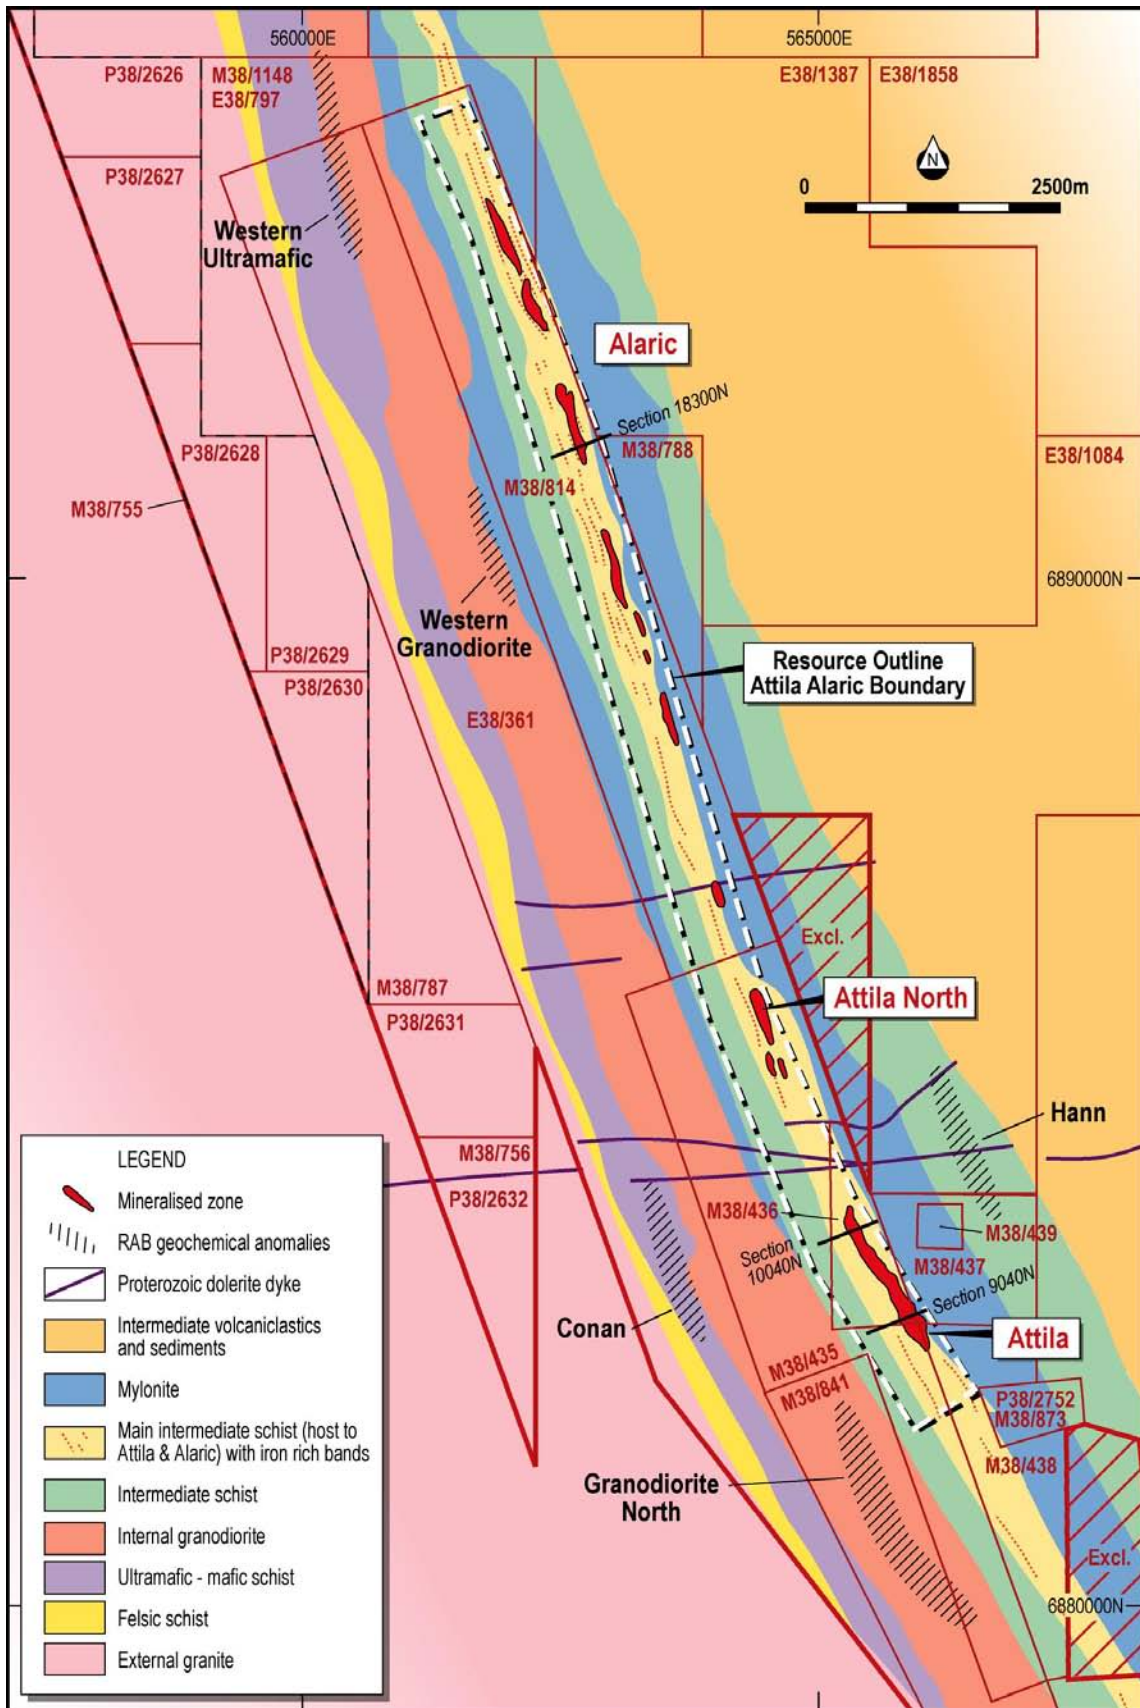 560000E
565000E
P38/2626
M38/1148
E38/797
E38/1387
E38/1858
P38/2627
N
0
2500m
Western
Ultramafic
Alaric
Section 18300N
P38/2628
M38/788
E38/1084
M38/814
M38/755
6890000N
Western
Granodiorite
P38/2629
P38/2630
Resource Outline
Attila Alaric Boundary
E38/361
Excl.
M38/787
P38/2631
Attila North
Hann
M38/756
P38/2632
M38/436
M38/439
M38/437
Section
10040N
Section 9040N
Conan
Attila
M38/435
M38/841
P38/2752
M38/873
M38/438
Granodiorite
North
Excl.
6880000N
LEGEND
Mineralised zone
RAB geochemical anomalies
Proterozoic dolerite dyke
Intermediate volcaniclastics
and sediments
Mylonite
Main intermediate schist (host to
Attila & Alaric) with iron rich bands
Intermediate schist
Internal granodiorite
Ultramafic - mafic schist
Felsic schist
External granite